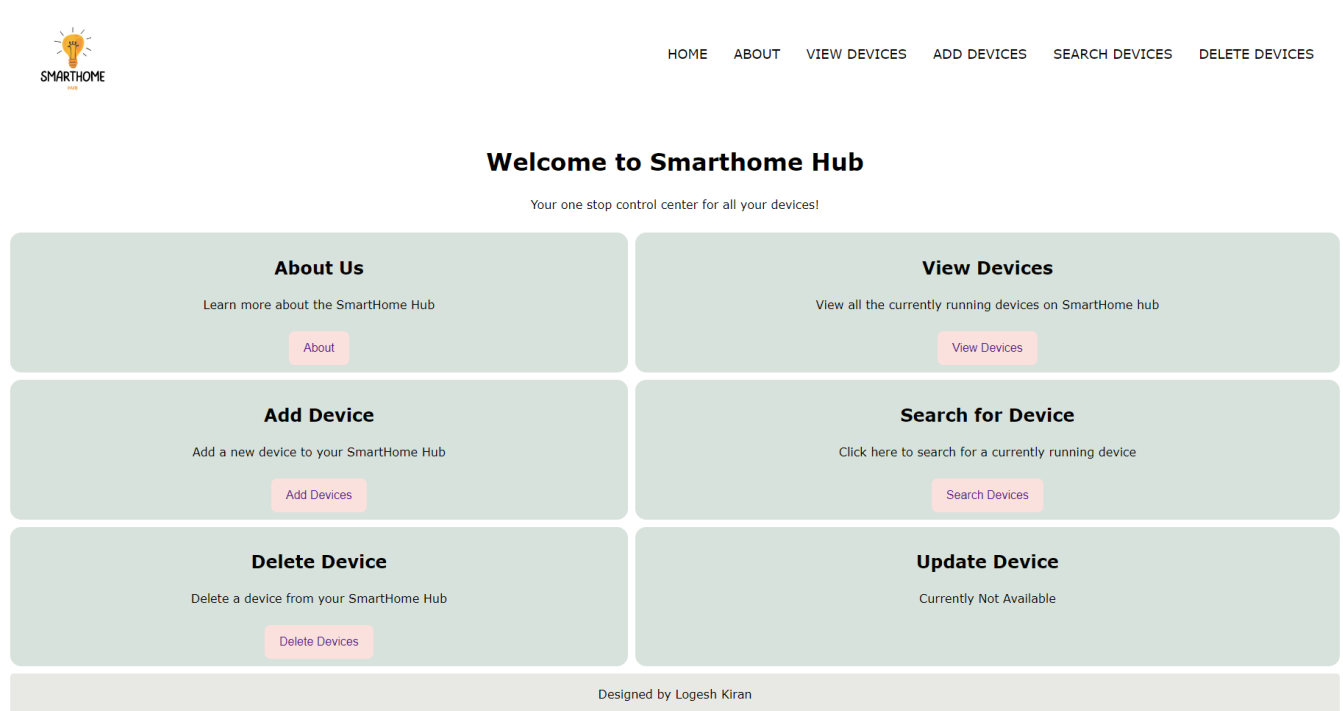 SMARTHOME
HUB
HOME ABOUT VIEW DEVICES ADD DEVICES SEARCH DEVICES DELETE DEVICES
Welcome to Smarthome Hub
Your one stop control center for all your devices!
About Us
Learn more about the SmartHome Hub
About
View Devices
View all the currently running devices on SmartHome hub
View Devices
Add Device
Add a new device to your SmartHome Hub
Add Devices
Search for Device
Click here to search for a currently running device
Search Devices
Delete Device
Delete a device from your SmartHome Hub
Delete Devices
Update Device
Currently Not Available
Designed by Logesh Kiran